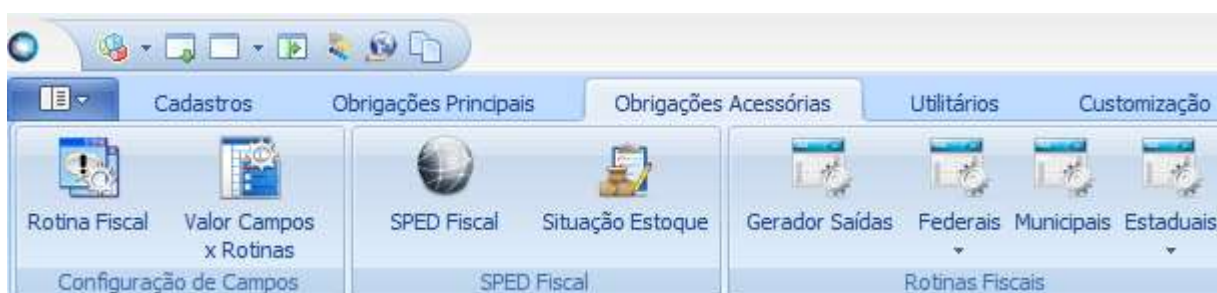 Cadastros Obrigações Principais Obrigações Acessórias Utilitários Customização
Rotina Fiscal Valor Campos x Rotinas SPED Fiscal Situação Estoque Gerador Saídas Federais Municipais Estaduais
Configuração de Campos SPED Fiscal Rotinas Fiscais